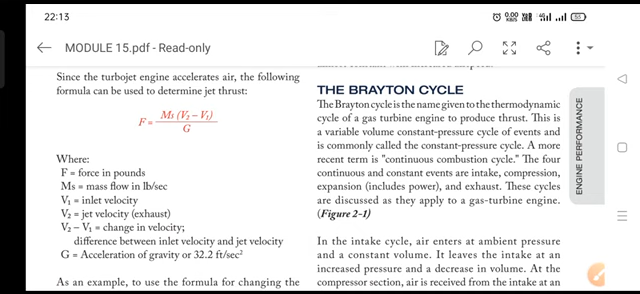 22:13
0.00 KB/S
MODULE 15.pdf - Read-only
Since the turbojet engine accelerates air, the following
formula can be used to determine jet thrust:
F = Ms (V₂ – V₁)
G
Where:
F = force in pounds
Ms = mass flow in lb/sec
V₁ = inlet velocity
V₂ = jet velocity (exhaust)
V₂ – V₁ = change in velocity;
difference between inlet velocity and jet velocity
G = Acceleration of gravity or 32.2 ft/sec²
As an example, to use the formula for changing the
THE BRAYTON CYCLE
The Brayton cycle is the name given to the thermodynamic
cycle of a gas turbine engine to produce thrust. This is
a variable volume constant-pressure cycle of events and
is commonly called the constant-pressure cycle. A more
recent term is "continuous combustion cycle." The four
continuous and constant events are intake, compression,
expansion (includes power), and exhaust. These cycles
are discussed as they apply to a gas-turbine engine.
(Figure 2-1)
In the intake cycle, air enters at ambient pressure
and a constant volume. It leaves the intake at an
increased pressure and a decrease in volume. At the
compressor section, air is received from the intake at an
ENGINE PERFORMANCE